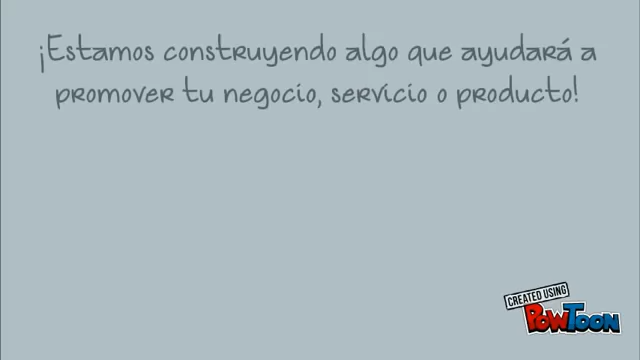 ¡Estamos construyendo algo que ayudará a
promover tu negocio, servicio o producto!
CREATED USING
POWTOON